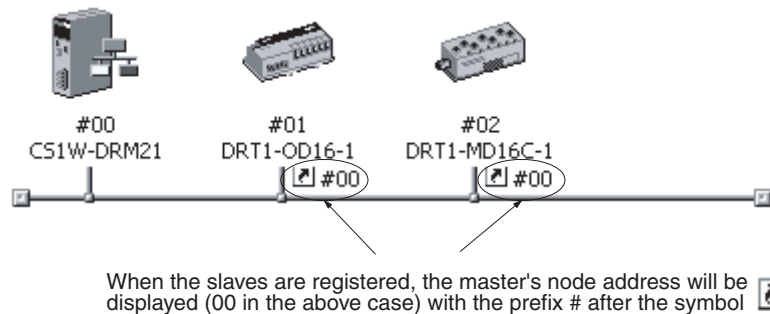 #00
CS1W-DRM21
#01
DRT1-OD16-1
#02
DRT1-MD16C-1
#00
#00
When the slaves are registered, the master's node address will be
displayed (00 in the above case) with the prefix # after the symbol